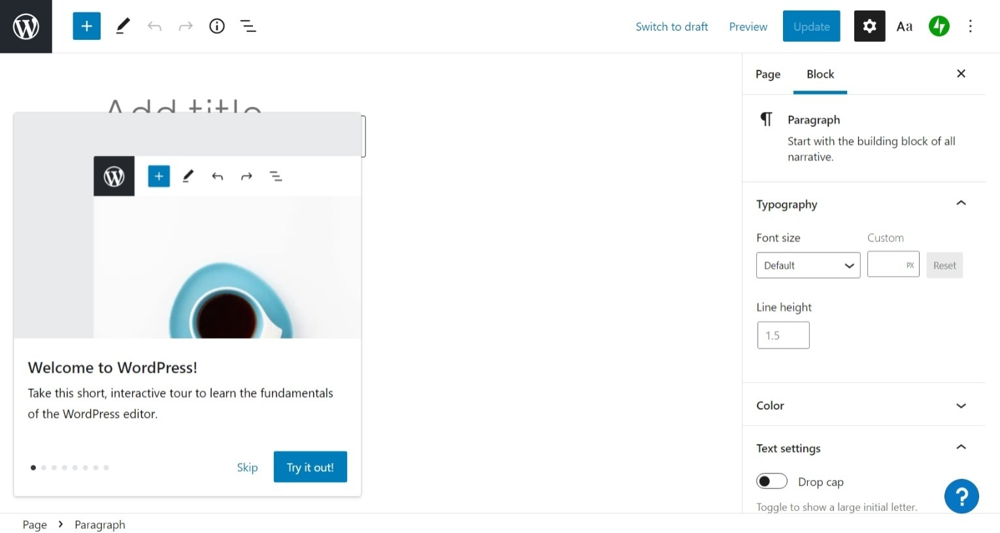 Switch to draft
Preview
Update
Aa
Page
Block
Add title
Paragraph
Start with the building block of all
narrative.
Typography
Font size
Custom
Default
PX
Reset
Line height
1.5
Color
Text settings
Drop cap
Toggle to show a large initial letter.
Welcome to WordPress!
Take this short, interactive tour to learn the fundamentals
of the WordPress editor.
Skip
Try it out!
?
Page > Paragraph